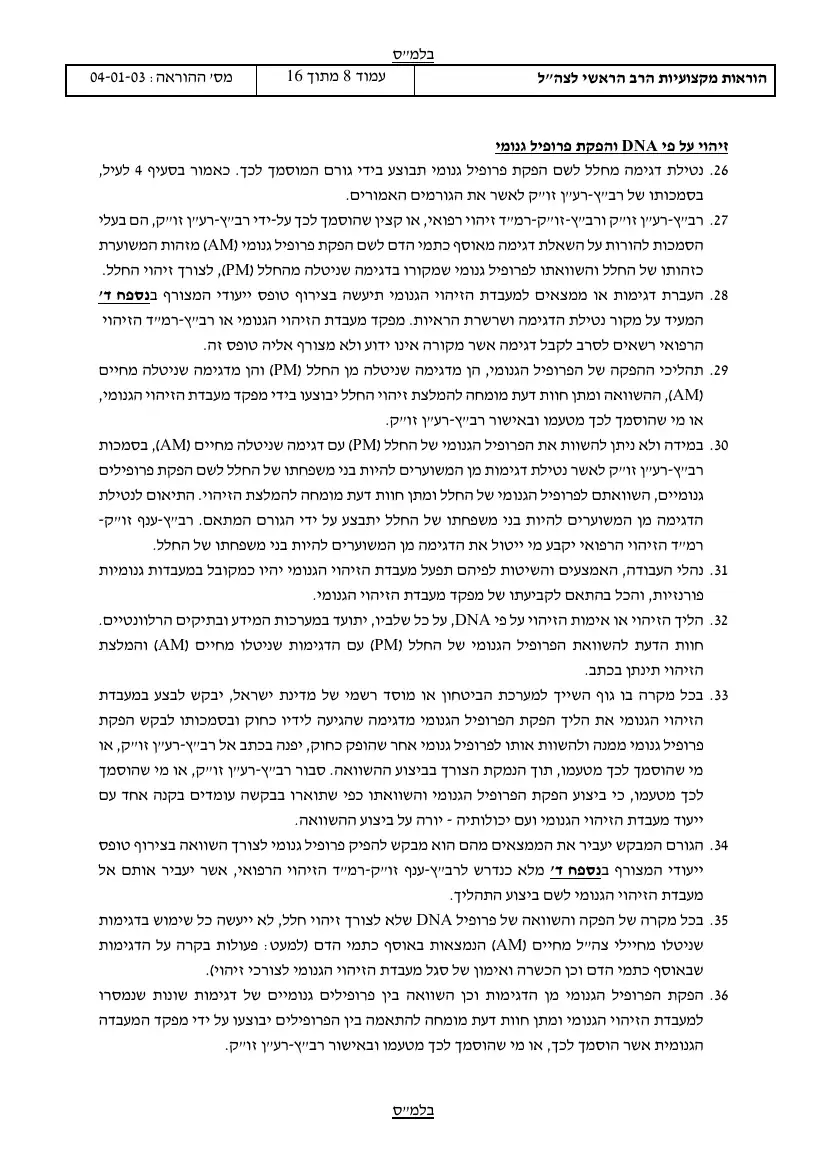 בלמ״ס
הוראות מקצועיות הרב הראשי לצה״ל
עמוד 8 מתוך 16
מס׳ ההוראה: 04-01-03
זיהוי על פי DNA והפקת פרופיל גנומי
26. נטילת דגימה מחלל לשם הפקת פרופיל גנומי תבוצע בידי גורם המוסמך לכך. כאמור בסעיף 4 לעיל,
בסמכותו של רב״ץ-רע״ן זו״ק לאשר את הגורמים האמורים.
27. רב״ץ-רע״ן זו״ק ורב״ץ-זו״ק-רמ״ד זיהוי רפואי, או קצין שהוסמך לכך על-ידי רב״ץ-רע״ן זו״ק, הם בעלי
הסמכות להורות על השאלת דגימה מאוסף כתמי הדם לשם הפקת פרופיל גנומי (AM) מזהות המשוערת
כזהותו של החלל והשוואתו לפרופיל גנומי שמקורו בדגימה שניטלה מהחלל (PM), לצורך זיהוי החלל.
28. העברת דגימות או ממצאים למעבדת הזיהוי הגנומי תיעשה בצירוף טופס ייעודי המצורף בנספח ד׳
המעיד על מקור נטילת הדגימה ושרשרת הראיות. מפקד מעבדת הזיהוי הגנומי או רב״ץ-רמ״ד הזיהוי
הרפואי רשאים לסרב לקבל דגימה אשר מקורה אינו ידוע ולא מצורף אליה טופס זה.
29. תהליכי ההפקה של הפרופיל הגנומי, הן מדגימה שניטלה מן החלל (PM) והן מדגימה שניטלה מחיים
(AM), ההשוואה ומתן חוות דעת מומחה להמלצת זיהוי החלל יבוצעו בידי מפקד מעבדת הזיהוי הגנומי,
או מי שהוסמך לכך מטעמו ובאישור רב״ץ-רע״ן זו״ק.
30. במידה ולא ניתן להשוות את הפרופיל הגנומי של החלל (PM) עם דגימה שניטלה מחיים (AM), בסמכות
רב״ץ-רע״ן זו״ק לאשר נטילת דגימות מן המשוערים להיות בני משפחתו של החלל לשם הפקת פרופילים
גנומיים, השוואתם לפרופיל הגנומי של החלל ומתן חוות דעת מומחה להמלצת הזיהוי. התיאום לנטילת
הדגימה מן המשוערים להיות בני משפחתו של החלל יתבצע על ידי הגורם המתאם. רב״ץ-ענף זו״ק-
רמ״ד הזיהוי הרפואי יקבע מי ייטול את הדגימה מן המשוערים להיות בני משפחתו של החלל.
31. נהלי העבודה, האמצעים והשיטות לפיהם תפעל מעבדת הזיהוי הגנומי יהיו כמקובל במעבדות גנומיות
פורנזיות, והכל בהתאם לקביעתו של מפקד מעבדת הזיהוי הגנומי.
32. הליך הזיהוי או אימות הזיהוי על פי DNA, על כל שלביו, יתועד במערכות המידע ובתיקים הרלוונטיים.
חוות הדעת להשוואת הפרופיל הגנומי של החלל (PM) עם הדגימות שניטלו מחיים (AM) והמלצת
הזיהוי תינתן בכתב.
33. בכל מקרה בו גוף השייך למערכת הביטחון או מוסד רשמי של מדינת ישראל, יבקש לבצע במעבדת
הזיהוי הגנומי את הליך הפקת הפרופיל הגנומי מדגימה שהגיעה לידיו כחוק ובסמכותו לבקש הפקת
פרופיל גנומי ממנה ולהשוות אותו לפרופיל גנומי אחר שהופק כחוק, יפנה בכתב אל רב״ץ-רע״ן זו״ק, או
מי שהוסמך לכך מטעמו, תוך הנמקת הצורך בביצוע ההשוואה. סבור רב״ץ-רע״ן זו״ק, או מי שהוסמך
לכך מטעמו, כי ביצוע הפקת הפרופיל הגנומי והשוואתו כפי שתוארו בבקשה עומדים בקנה אחד עם
ייעוד מעבדת הזיהוי הגנומי ועם יכולותיה - יורה על ביצוע ההשוואה.
34. הגורם המבקש יעביר את הממצאים מהם הוא מבקש להפיק פרופיל גנומי לצורך השוואה בצירוף טופס
ייעודי המצורף בנספח ד׳ מלא כנדרש לרב״ץ-ענף זו״ק-רמ״ד הזיהוי הרפואי, אשר יעביר אותם אל
מעבדת הזיהוי הגנומי לשם ביצוע התהליך.
35. בכל מקרה של הפקה והשוואה של פרופיל DNA שלא לצורך זיהוי חלל, לא ייעשה כל שימוש בדגימות
שניטלו מחיילי צה״ל מחיים (AM) הנמצאות באוסף כתמי הדם (למעט: פעולות בקרה על הדגימות
שבאוסף כתמי הדם וכן הכשרה ואימון של סגל מעבדת הזיהוי הגנומי לצורכי זיהוי).
36. הפקת הפרופיל הגנומי מן הדגימות וכן השוואה בין פרופילים גנומיים של דגימות שונות שנמסרו
למעבדת הזיהוי הגנומי ומתן חוות דעת מומחה להתאמה בין הפרופילים יבוצעו על ידי מפקד המעבדה
הגנומית אשר הוסמך לכך, או מי שהוסמך לכך מטעמו ובאישור רב״ץ-רע״ן זו״ק.
בלמ״ס